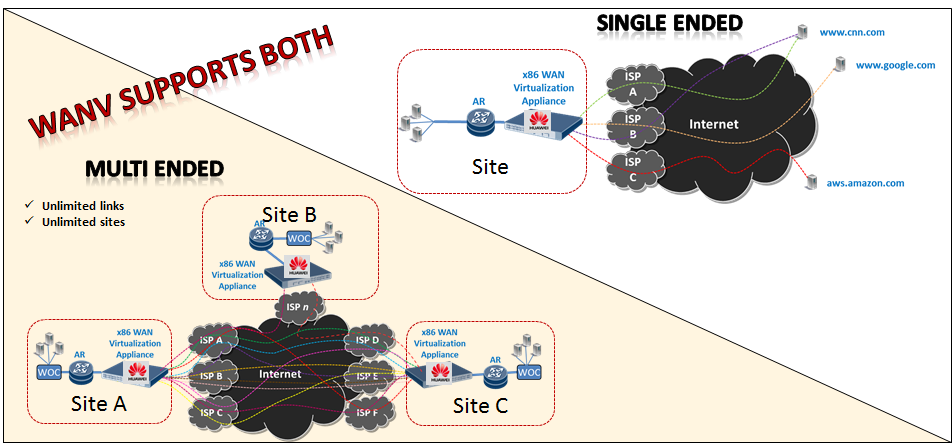 SINGLE ENDED
WANV SUPPORTS BOTH
www.cnn.com
www.google.com
x86 WAN
Virtualization
Appliance
AR
HUAWEI
Site
ISP
A
ISP
B
ISP
C
Internet
aws.amazon.com
MULTI ENDED
✓ Unlimited links
✓ Unlimited sites
Site B
AR
WOC
x86 WAN
Virtualization
Appliance
HUAWEI
ISP n
x86 WAN
Virtualization
Appliance
AR
WOC
HUAWEI
Site A
ISP A
ISP B
ISP C
Internet
ISP D
ISP E
ISP F
x86 WAN
Virtualization
Appliance
HUAWEI
AR
WOC
Site C